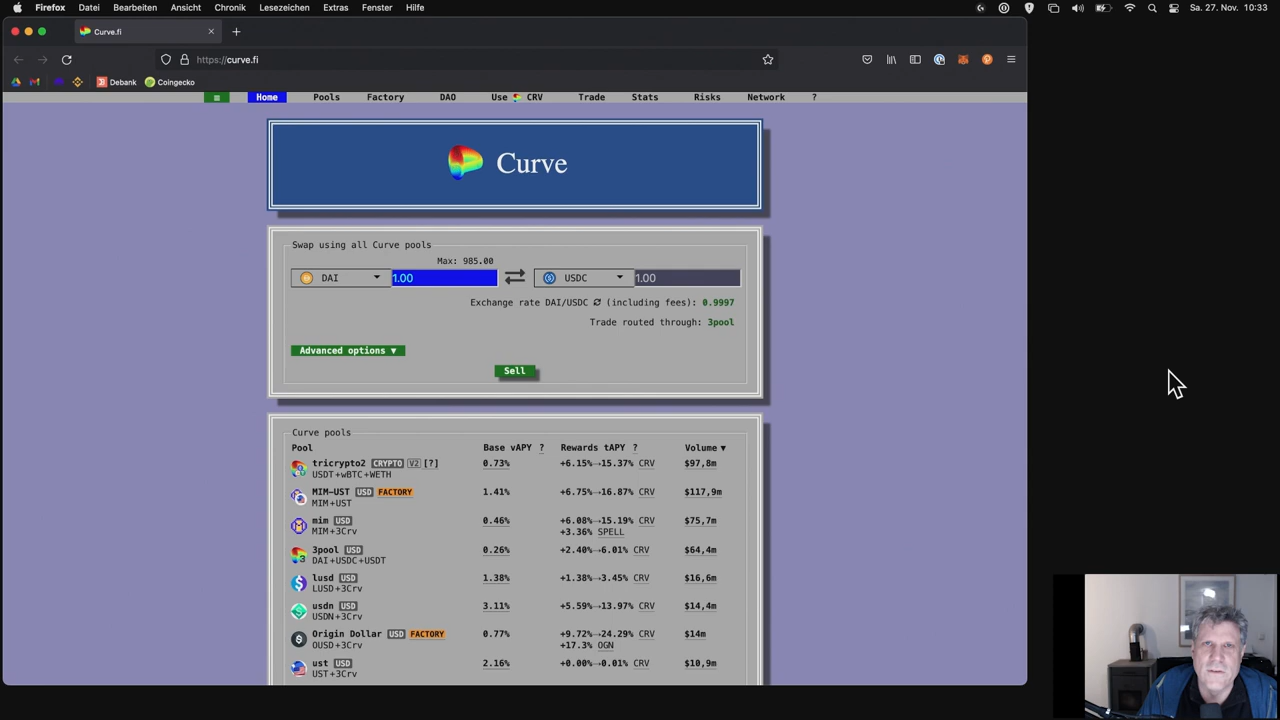 Firefox Datei Bearbeiten Ansicht Chronik Lesezeichen Extras Fenster Hilfe Sa. 27. Nov. 10:33
Curve.fi
https://curve.fi
Debank Coingecko
Home Pools Factory DAO Use CRV Trade Stats Risks Network ?
Curve
Swap using all Curve pools
Max: 985.00
DAI 1.00 USDC 1.00
Exchange rate DAI/USDC (including fees): 0.9997
Trade routed through: 3pool
Advanced options ▼
Sell
Curve pools
Pool Base vAPY ? Rewards tAPY ? Volume ▼
tricrypto2 CRYPTO V2 [?] 0.73% +6.15%→15.37% CRV $97,8m
USDT+wBTC+WETH
MIM-UST USD FACTORY 1.41% +6.75%→16.87% CRV $117,9m
MIM+UST
mim USD 0.46% +6.08%→15.19% CRV $75,7m
MIM+3Crv +3.36% SPELL
3pool USD 0.26% +2.40%→6.01% CRV $64,4m
DAI+USDC+USDT
lusd USD 1.38% +1.38%→3.45% CRV $16,6m
LUSD+3Crv
usdn USD 3.11% +5.59%→13.97% CRV $14,4m
USDN+3Crv
Origin Dollar USD FACTORY 0.77% +9.72%→24.29% CRV $14m
OUSD+3Crv +17.3% OGN
ust USD 2.16% +0.00%→0.01% CRV $10,9m
UST+3Crv